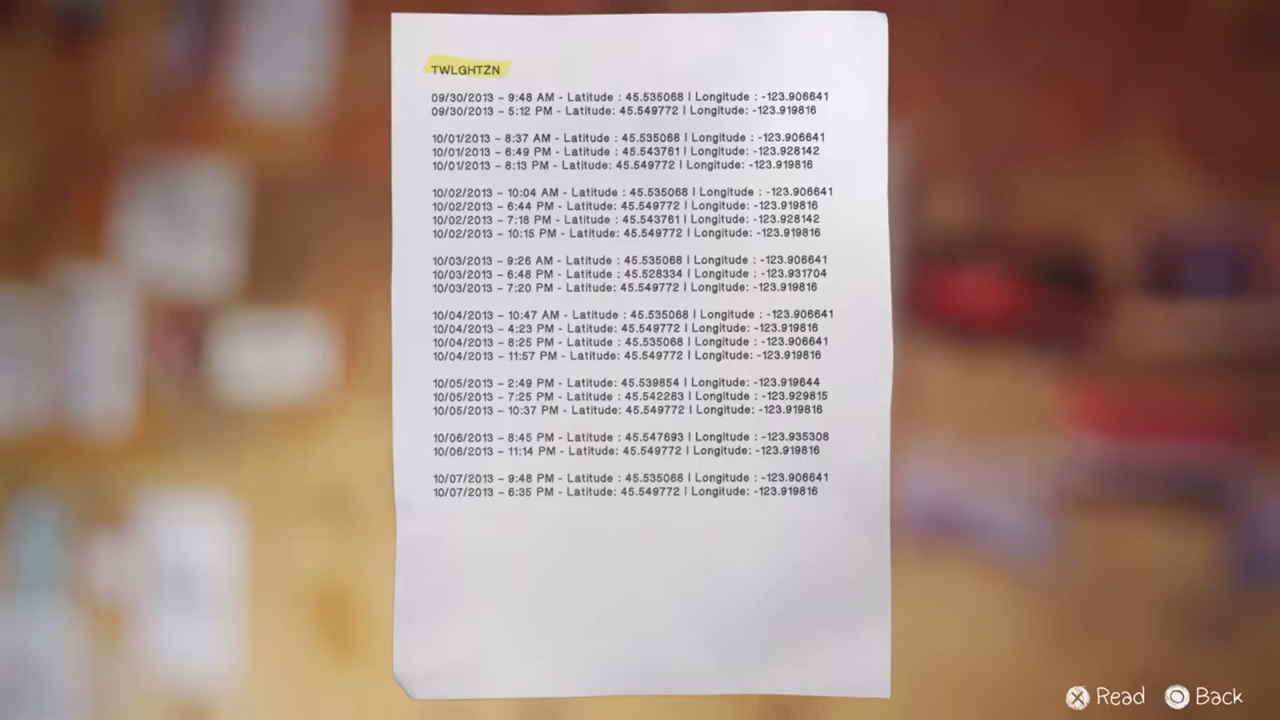 TWLGHTZN
09/30/2013 – 9:48 AM - Latitude : 45.535068 | Longitude : -123.906641
09/30/2013 – 5:12 PM - Latitude: 45.549772 | Longitude: -123.919816
10/01/2013 – 8:37 AM - Latitude : 45.535068 | Longitude : -123.906641
10/01/2013 – 6:49 PM - Latitude : 45.543761 | Longitude: -123.928142
10/01/2013 – 8:13 PM - Latitude: 45.549772 | Longitude: -123.919816
10/02/2013 – 10:04 AM - Latitude : 45.535068 | Longitude : -123.906641
10/02/2013 – 6:44 PM - Latitude: 45.549772 | Longitude: -123.919816
10/02/2013 – 7:18 PM - Latitude : 45.543761 | Longitude: -123.928142
10/02/2013 – 10:15 PM - Latitude: 45.549772 | Longitude: -123.919816
10/03/2013 – 9:26 AM - Latitude : 45.535068 | Longitude : -123.906641
10/03/2013 – 6:48 PM - Latitude : 45.528334 | Longitude: -123.931704
10/03/2013 – 7:20 PM - Latitude: 45.549772 | Longitude: -123.919816
10/04/2013 – 10:47 AM - Latitude : 45.535068 | Longitude : -123.906641
10/04/2013 – 4:23 PM - Latitude: 45.549772 | Longitude: -123.919816
10/04/2013 – 8:25 PM - Latitude : 45.535068 | Longitude : -123.906641
10/04/2013 – 11:57 PM - Latitude: 45.549772 | Longitude: -123.919816
10/05/2013 – 2:49 PM - Latitude: 45.539854 | Longitude: -123.919644
10/05/2013 – 7:25 PM - Latitude : 45.542283 | Longitude: -123.929815
10/05/2013 – 10:37 PM - Latitude: 45.549772 | Longitude: -123.919816
10/06/2013 – 8:45 PM - Latitude : 45.547693 | Longitude : -123.935308
10/06/2013 – 11:14 PM - Latitude: 45.549772 | Longitude: -123.919816
10/07/2013 – 9:48 PM - Latitude : 45.535068 | Longitude : -123.906641
10/07/2013 – 6:35 PM - Latitude: 45.549772 | Longitude: -123.919816
Read Back